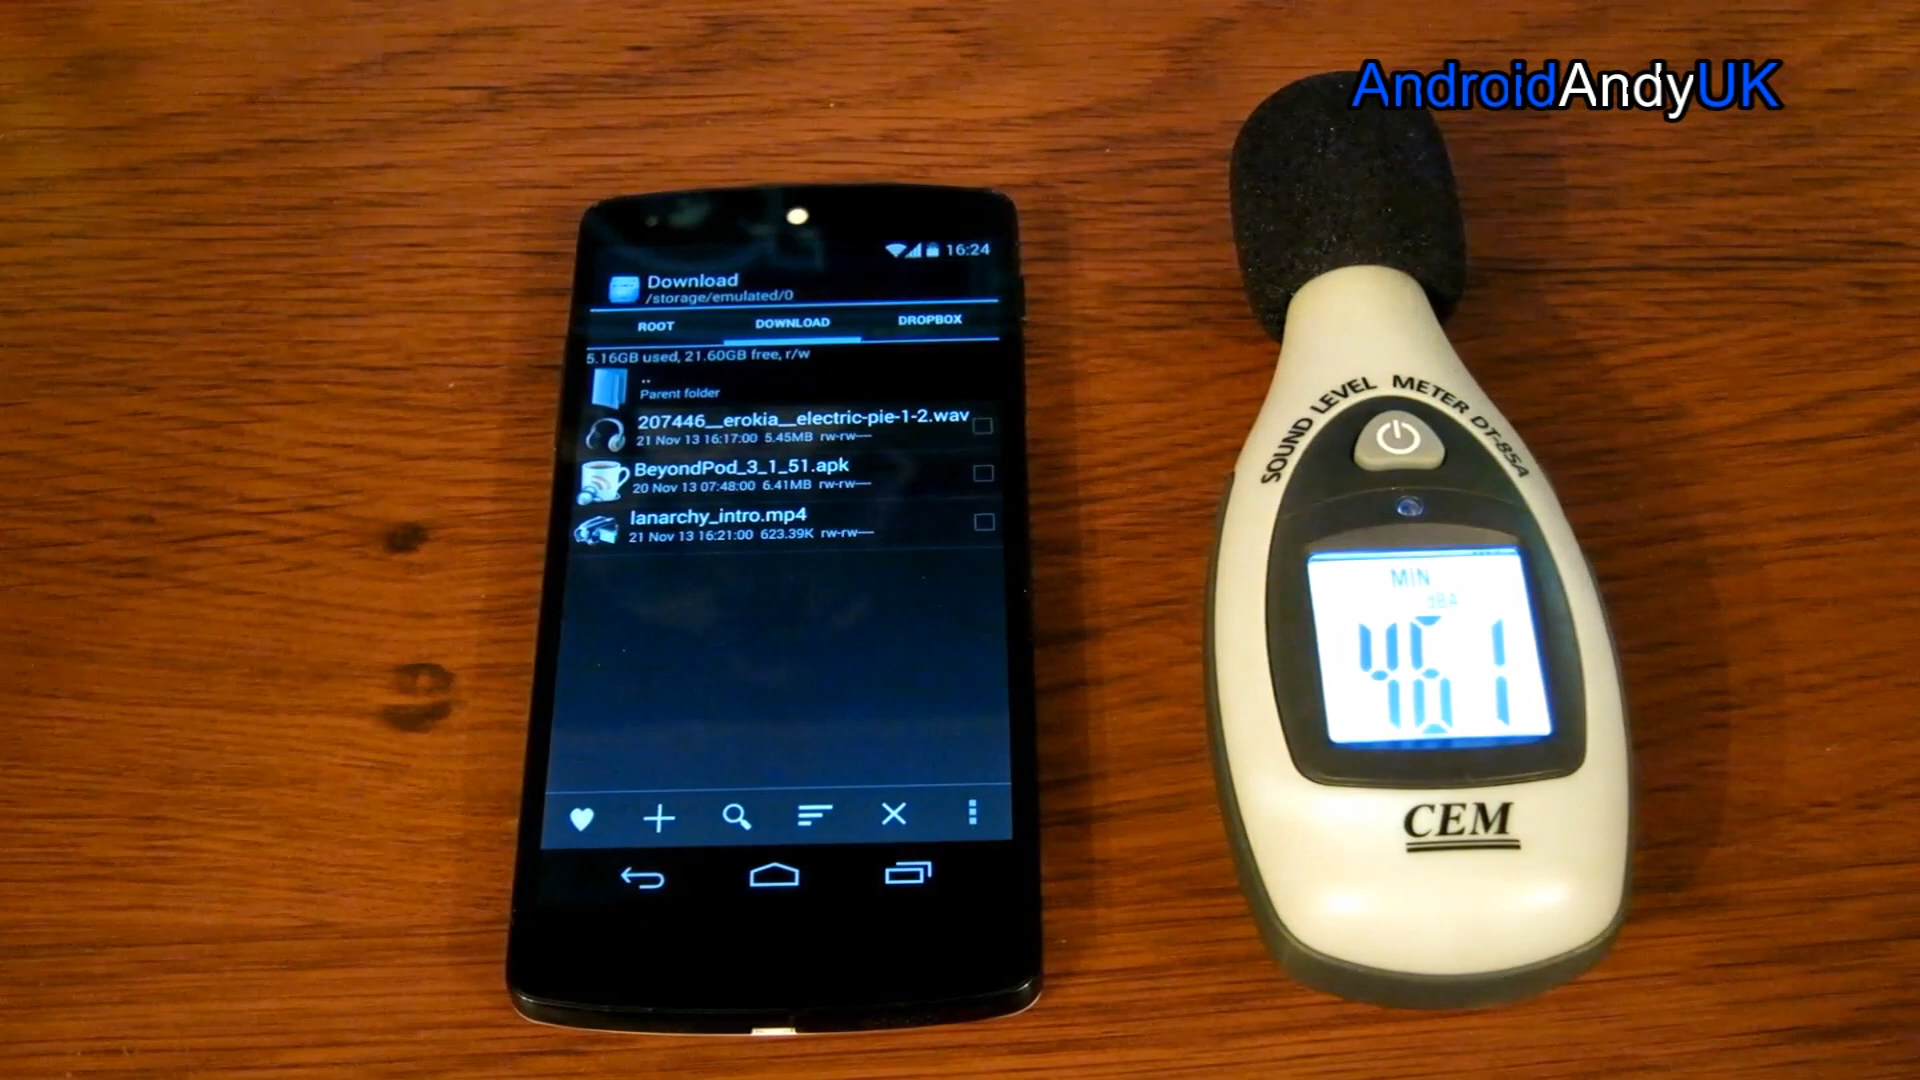 AndroidAndyUK
16:24
Download
/storage/emulated/0
ROOT
DOWNLOAD
DROPBOX
5.16GB used, 21.60GB free, r/w
..
Parent folder
207446__erokia__electric-pie-1-2.wav
21 Nov 13 16:17:00 5.45MB rw-rw----
BeyondPod_3_1_51.apk
20 Nov 13 07:48:00 6.41MB rw-rw----
lanarchy_intro.mp4
21 Nov 13 16:21:00 623.39K rw-rw----
SOUND LEVEL METER DT-85A
MIN
dBA
46.1
CEM